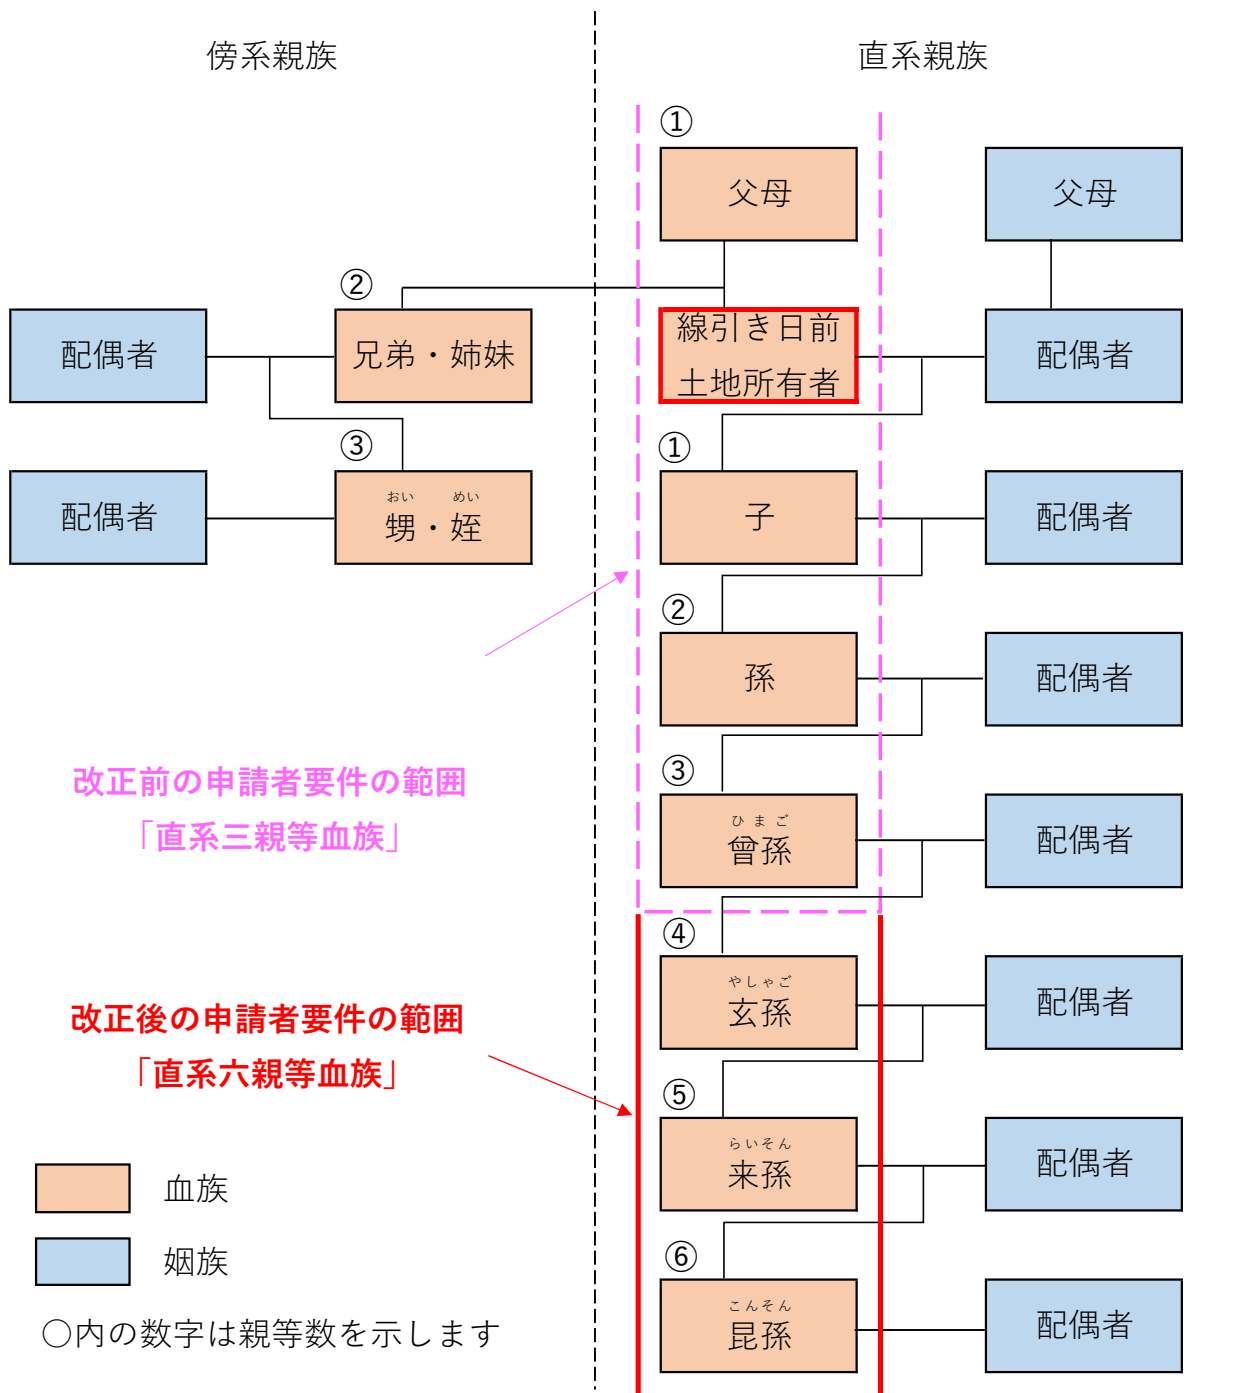 傍系親族
直系親族
①
父母
父母
②
配偶者
兄弟・姉妹
線引き日前
土地所有者
配偶者
③
①
配偶者
おい めい
甥・姪
子
配偶者
②
孫
配偶者
③
改正前の申請者要件の範囲
「直系三親等血族」
ひまご
曾孫
配偶者
④
やしゃご
玄孫
配偶者
改正後の申請者要件の範囲
「直系六親等血族」
⑤
らいそん
来孫
配偶者
血族
姻族
⑥
こんそん
昆孫
配偶者
〇内の数字は親等数を示します